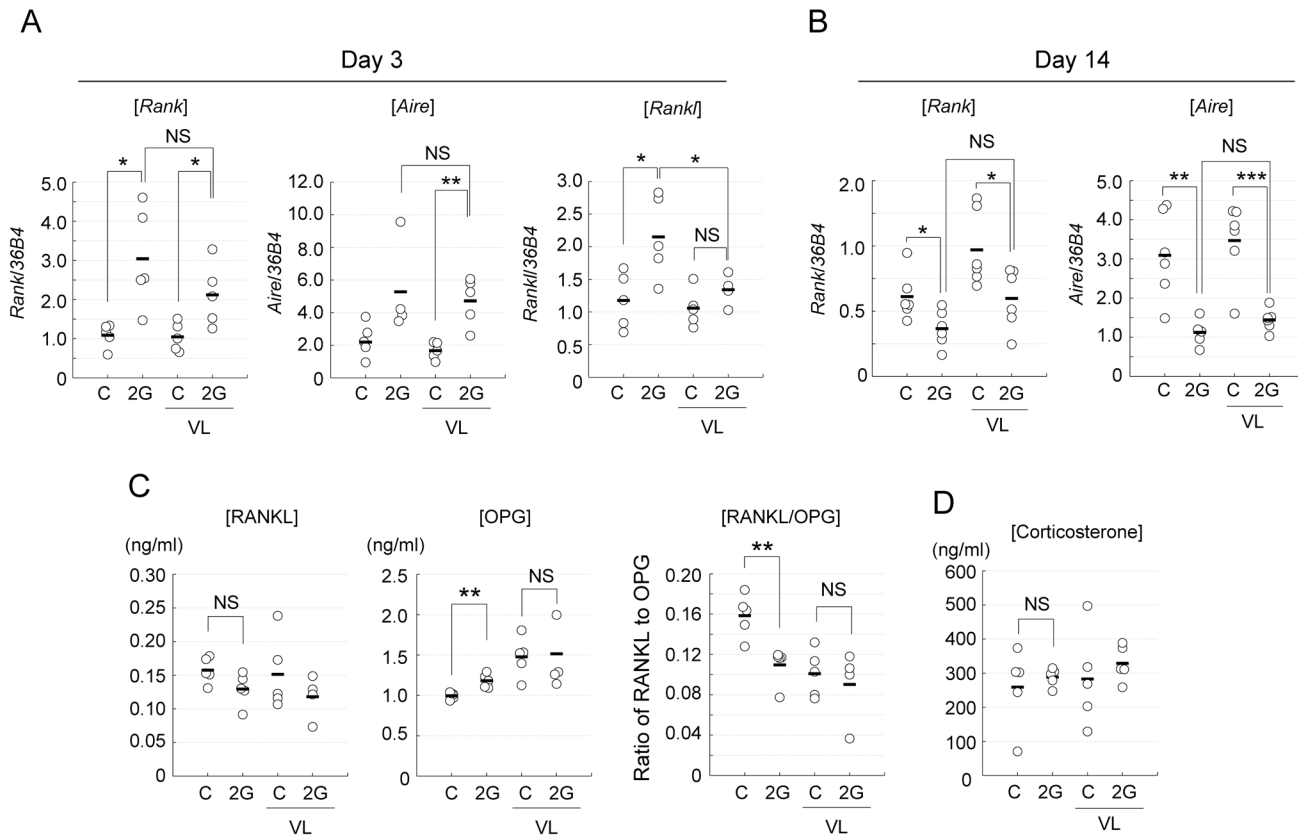 A
Day 3
[Rank]
[Aire]
[Rankl]
NS
*
*
NS
**
*
*
NS
Rank/36B4
5.0
4.0
3.0
2.0
1.0
0
C 2G C 2G
VL
Aire/36B4
12.0
10.0
8.0
6.0
4.0
2.0
0
C 2G C 2G
VL
Rankl/36B4
3.0
2.5
2.0
1.5
1.0
0.5
0.0
C 2G C 2G
VL
B
Day 14
[Rank]
[Aire]
NS
*
*
NS
**
***
Rank/36B4
2.0
1.0
0.5
0
C 2G C 2G
VL
Aire/36B4
5.0
4.0
3.0
2.0
1.0
0
C 2G C 2G
VL
C
[RANKL]
(ng/ml)
0.30
0.25
0.20
0.15
0.10
0.05
0
NS
C 2G C 2G
VL
[OPG]
(ng/ml)
2.5
2.0
1.5
1.0
0.5
0
**
NS
C 2G C 2G
VL
[RANKL/OPG]
Ratio of RANKL to OPG
0.20
0.16
0.12
0.08
0.04
0
**
NS
C 2G C 2G
VL
D
[Corticosterone]
(ng/ml)
600
500
400
300
200
100
0
NS
C 2G C 2G
VL